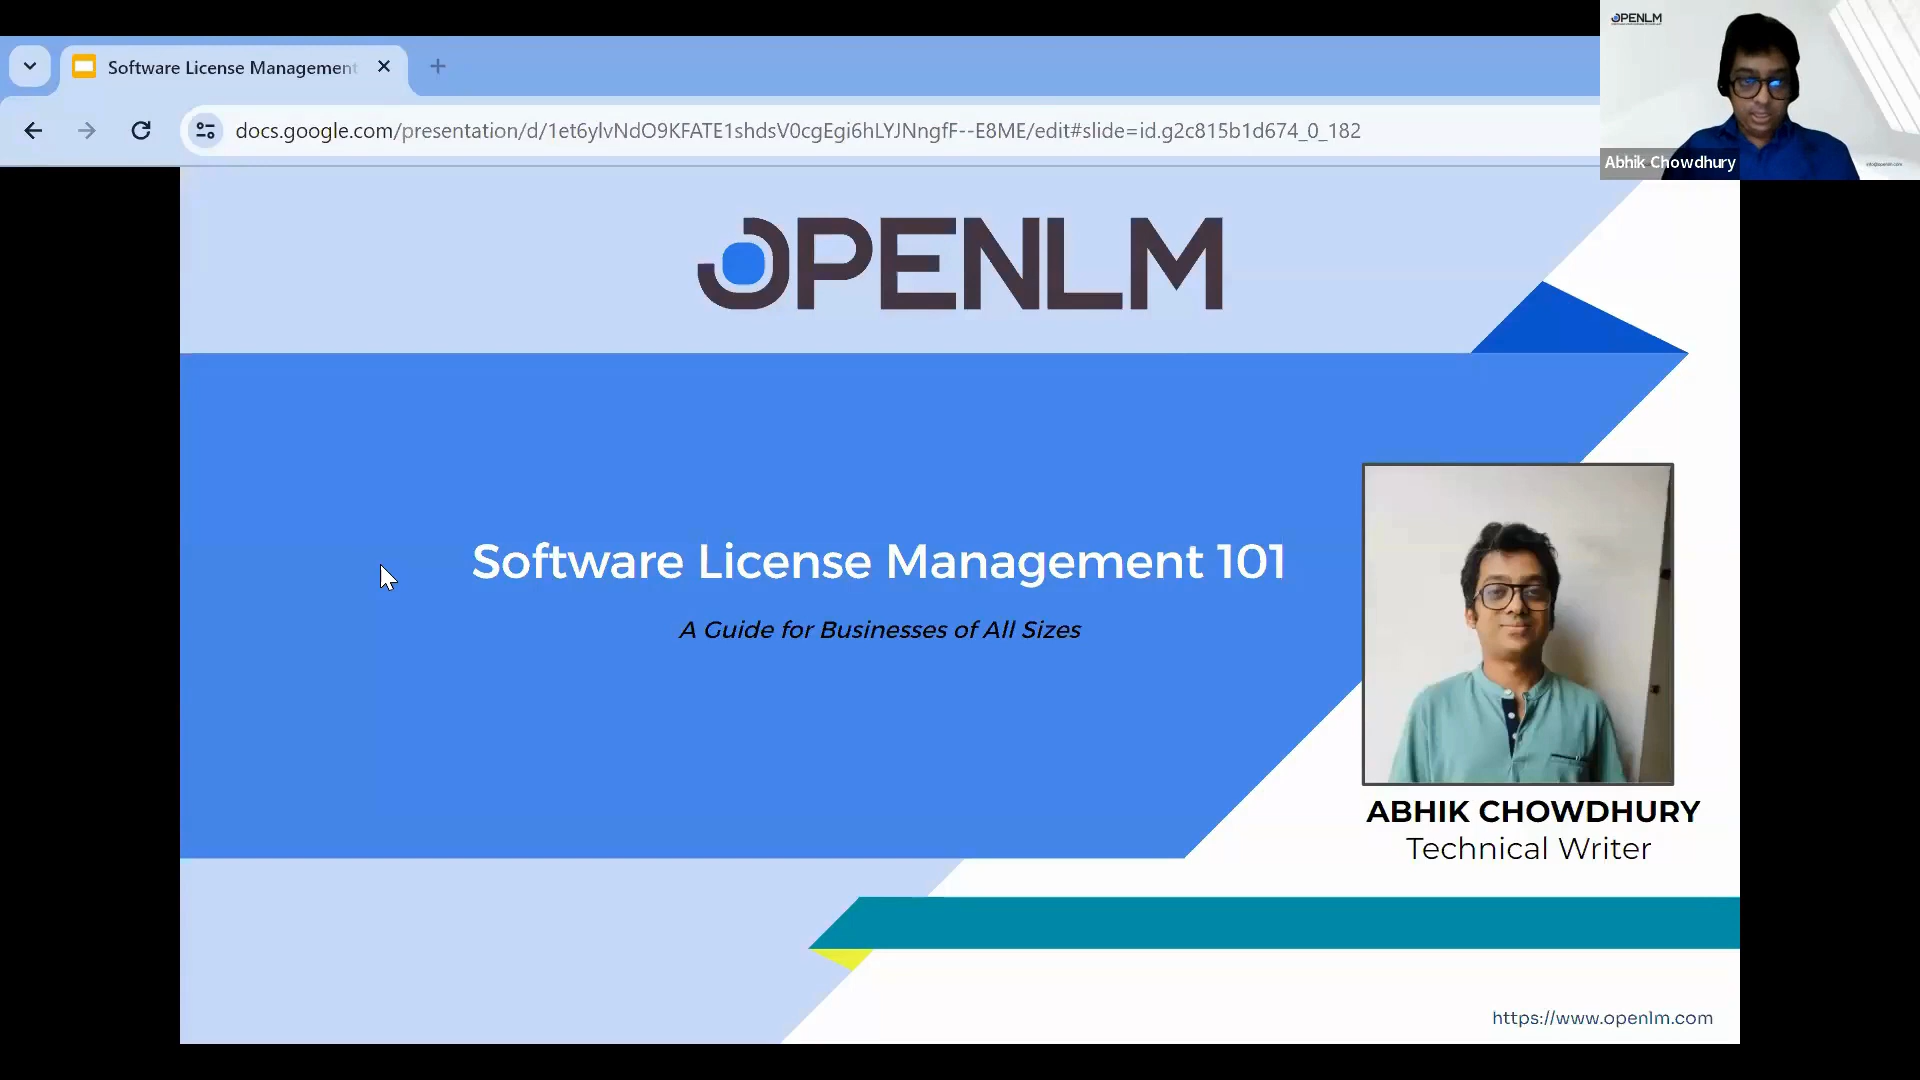 Software License Management
docs.google.com/presentation/d/1et6ylvNdO9KFATE1shdsV0cgEgi6hLYJNngfF--E8ME/edit#slide=id.g2c815b1d674_0_182
OPENLM
Abhik Chowdhury
OPENLM
Software License Management 101
A Guide for Businesses of All Sizes
ABHIK CHOWDHURY
Technical Writer
https://www.openlm.com